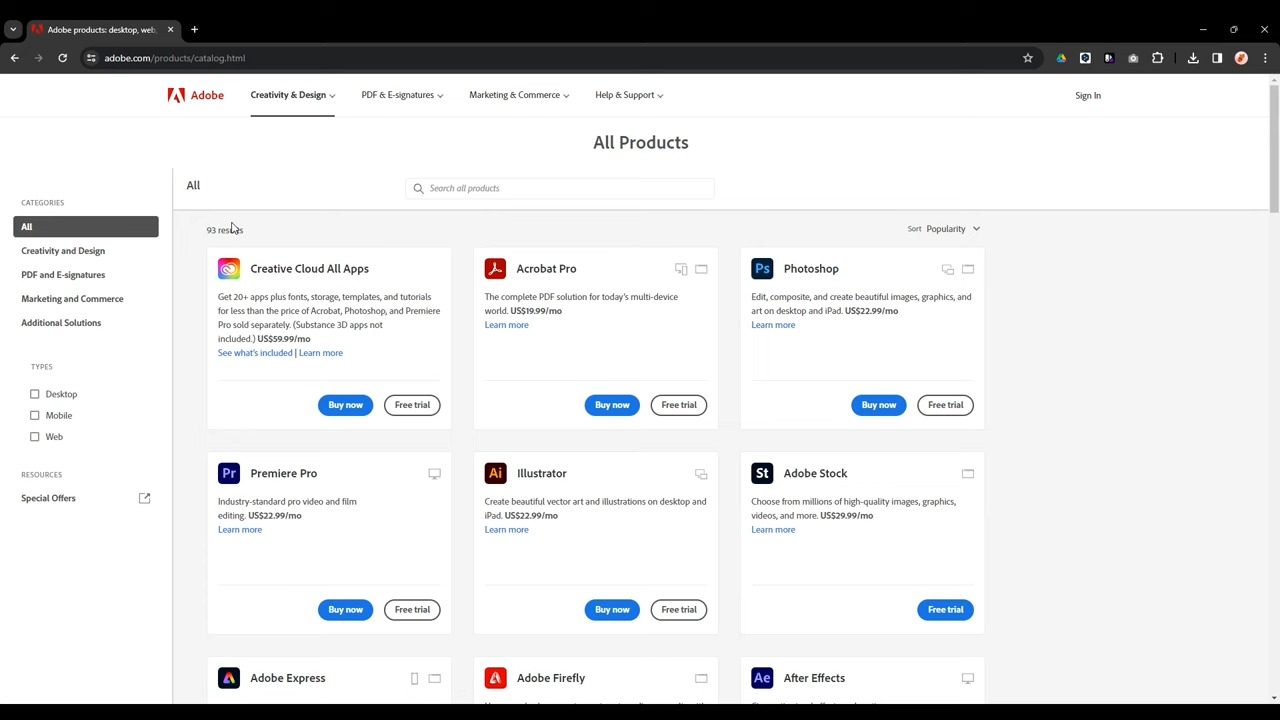 Adobe products: desktop, web,
adobe.com/products/catalog.html
Adobe
Creativity & Design
PDF & E-signatures
Marketing & Commerce
Help & Support
Sign In
All Products
All
Search all products
CATEGORIES
All
Creativity and Design
PDF and E-signatures
Marketing and Commerce
Additional Solutions
TYPES
Desktop
Mobile
Web
RESOURCES
Special Offers
93 results
Sort Popularity
Creative Cloud All Apps
Get 20+ apps plus fonts, storage, templates, and tutorials
for less than the price of Acrobat, Photoshop, and Premiere
Pro sold separately. (Substance 3D apps not
included.) US$59.99/mo
See what's included | Learn more
Buy now
Free trial
Acrobat Pro
The complete PDF solution for today's multi-device
world. US$19.99/mo
Learn more
Buy now
Free trial
Ps
Photoshop
Edit, composite, and create beautiful images, graphics, and
art on desktop and iPad. US$22.99/mo
Learn more
Buy now
Free trial
Pr
Premiere Pro
Industry-standard pro video and film
editing. US$22.99/mo
Learn more
Buy now
Free trial
Ai
Illustrator
Create beautiful vector art and illustrations on desktop and
iPad. US$22.99/mo
Learn more
Buy now
Free trial
St
Adobe Stock
Choose from millions of high-quality images, graphics,
videos, and more. US$29.99/mo
Learn more
Free trial
Adobe Express
Adobe Firefly
Ae
After Effects